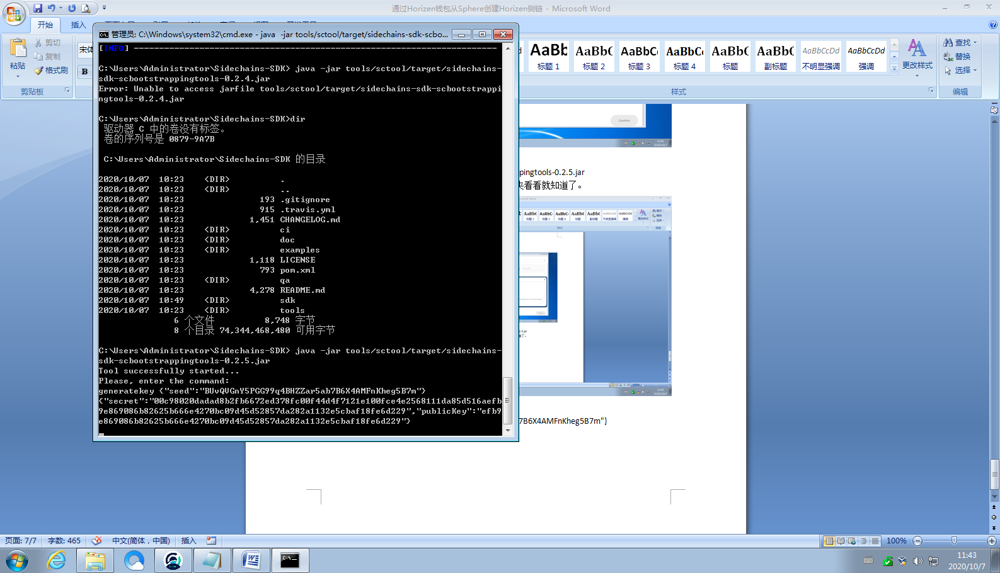 通过Horizen钱包从Sphere创建Horizen侧链 - Microsoft Word
开始
插入
粘贴
剪切
复制
格式刷
剪贴板
宋体
B
AaBb
标题 1
AaBbC
标题 2
AaBbC
标题 3
AaBbC
标题 4
AaBbC
标题
AaBbC
副标题
AaBbCcDd
不明显强调
AaBbCcDd
强调
更改样式
样式
查找
替换
选择
编辑
管理员: C:\Windows\system32\cmd.exe - java  -jar tools/sctool/target/sidechains-sdk-scbo...
[INFO] ------------------------------------------------------------------------
C:\Users\Administrator\Sidechains-SDK> java -jar tools/sctool/target/sidechains-
sdk-scbootstrappingtools-0.2.4.jar
Error: Unable to access jarfile tools/sctool/target/sidechains-sdk-scbootstrappi
ngtools-0.2.4.jar
C:\Users\Administrator\Sidechains-SDK>dir
驱动器 C 中的卷没有标签。
卷的序列号是 0879-9A7B
C:\Users\Administrator\Sidechains-SDK 的目录
2020/10/07  10:23    <DIR>          .
2020/10/07  10:23    <DIR>          ..
2020/10/07  10:23               193 .gitignore
2020/10/07  10:23               915 .travis.yml
2020/10/07  10:23             1,451 CHANGELOG.md
2020/10/07  10:23    <DIR>          ci
2020/10/07  10:23    <DIR>          doc
2020/10/07  10:23    <DIR>          examples
2020/10/07  10:23             1,118 LICENSE
2020/10/07  10:23               793 pom.xml
2020/10/07  10:23    <DIR>          qa
2020/10/07  10:23             4,278 README.md
2020/10/07  10:49    <DIR>          sdk
2020/10/07  10:23    <DIR>          tools
6 个文件          8,748 字节
8 个目录 74,344,468,480 可用字节
C:\Users\Administrator\Sidechains-SDK> java -jar tools/sctool/target/sidechains-
sdk-scbootstrappingtools-0.2.5.jar
Tool successfully started...
Please, enter the command:
generatekey {"seed":"BUvQVGnY5PGG99q4BHZZar5ab7B6X4AMFnKheg5B7m"}
{"secret":"00c98020dadad8b2fb6672ed378fc00f44d4f7121e100fce4e2568111da85d516aefb
9e869086b82625b666e4270bc09d45d52857da282a1132e5cbaf18fe6d229","publicKey":"efb9
e869086b82625b666e4270bc09d45d52857da282a1132e5cbaf18fe6d229"}
Confirm
11:41
2020/10/7
pingtools-0.2.5.jar
来看看就知道了。
11:43
2020/10/7
7B6X4AMFnKheg5B7m"}
页面: 7/7
字数: 465
中文(简体，中国)
插入
100%
11:43
2020/10/7